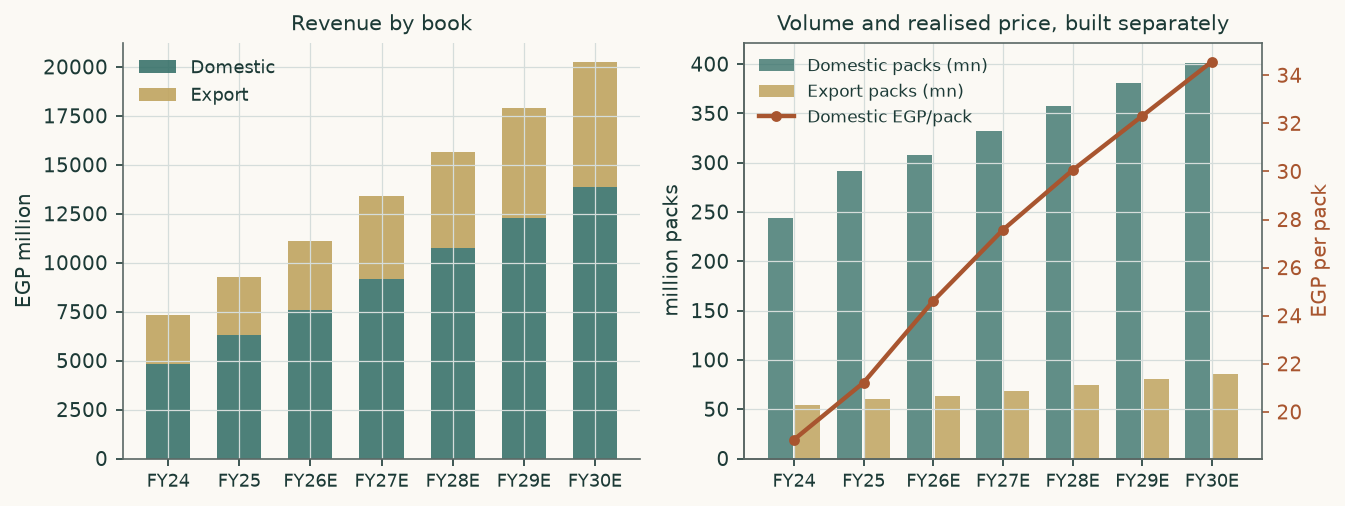 Revenue by book
EGP million
20000
17500
15000
12500
10000
7500
5000
2500
0
Domestic
Export
FY24 FY25 FY26E FY27E FY28E FY29E FY30E
Volume and realised price, built separately
million packs
400
350
300
250
200
150
100
50
0
Domestic packs (mn)
Export packs (mn)
Domestic EGP/pack
34
32
30
28
26
24
22
20
EGP per pack
FY24 FY25 FY26E FY27E FY28E FY29E FY30E